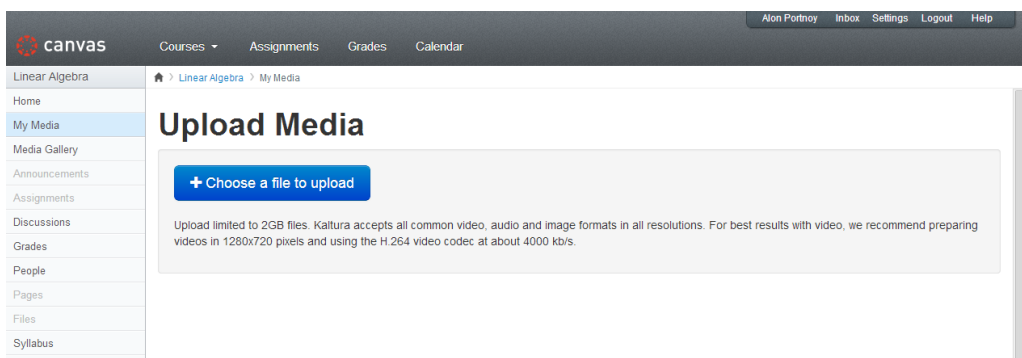 Alon Portnoy Inbox Settings Logout Help
canvas Courses Assignments Grades Calendar
Linear Algebra
Linear Algebra My Media
Home
My Media
Media Gallery
Announcements
Assignments
Discussions
Grades
People
Pages
Files
Syllabus
Upload Media
+ Choose a file to upload
Upload limited to 2GB files. Kaltura accepts all common video, audio and image formats in all resolutions. For best results with video, we recommend preparing
videos in 1280x720 pixels and using the H.264 video codec at about 4000 kb/s.